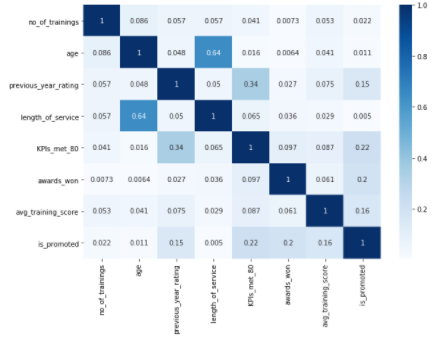 no_of_trainings 1 0.086 0.057 0.057 0.041 0.0073 0.053 0.022
age 0.086 1 0.048 0.64 0.016 0.0064 0.041 0.011
previous_year_rating 0.057 0.048 1 0.05 0.34 0.027 0.075 0.15
length_of_service 0.057 0.64 0.05 1 0.065 0.036 0.029 0.005
KPIs_met_80 0.041 0.016 0.34 0.065 1 0.097 0.087 0.22
awards_won 0.0073 0.0064 0.027 0.036 0.097 1 0.061 0.2
avg_training_score 0.053 0.041 0.075 0.029 0.087 0.061 1 0.16
is_promoted 0.022 0.011 0.15 0.005 0.22 0.2 0.16 1
no_of_trainings
age
previous_year_rating
length_of_service
KPIs_met_80
awards_won
avg_training_score
is_promoted
1.0
0.8
0.6
0.4
0.2